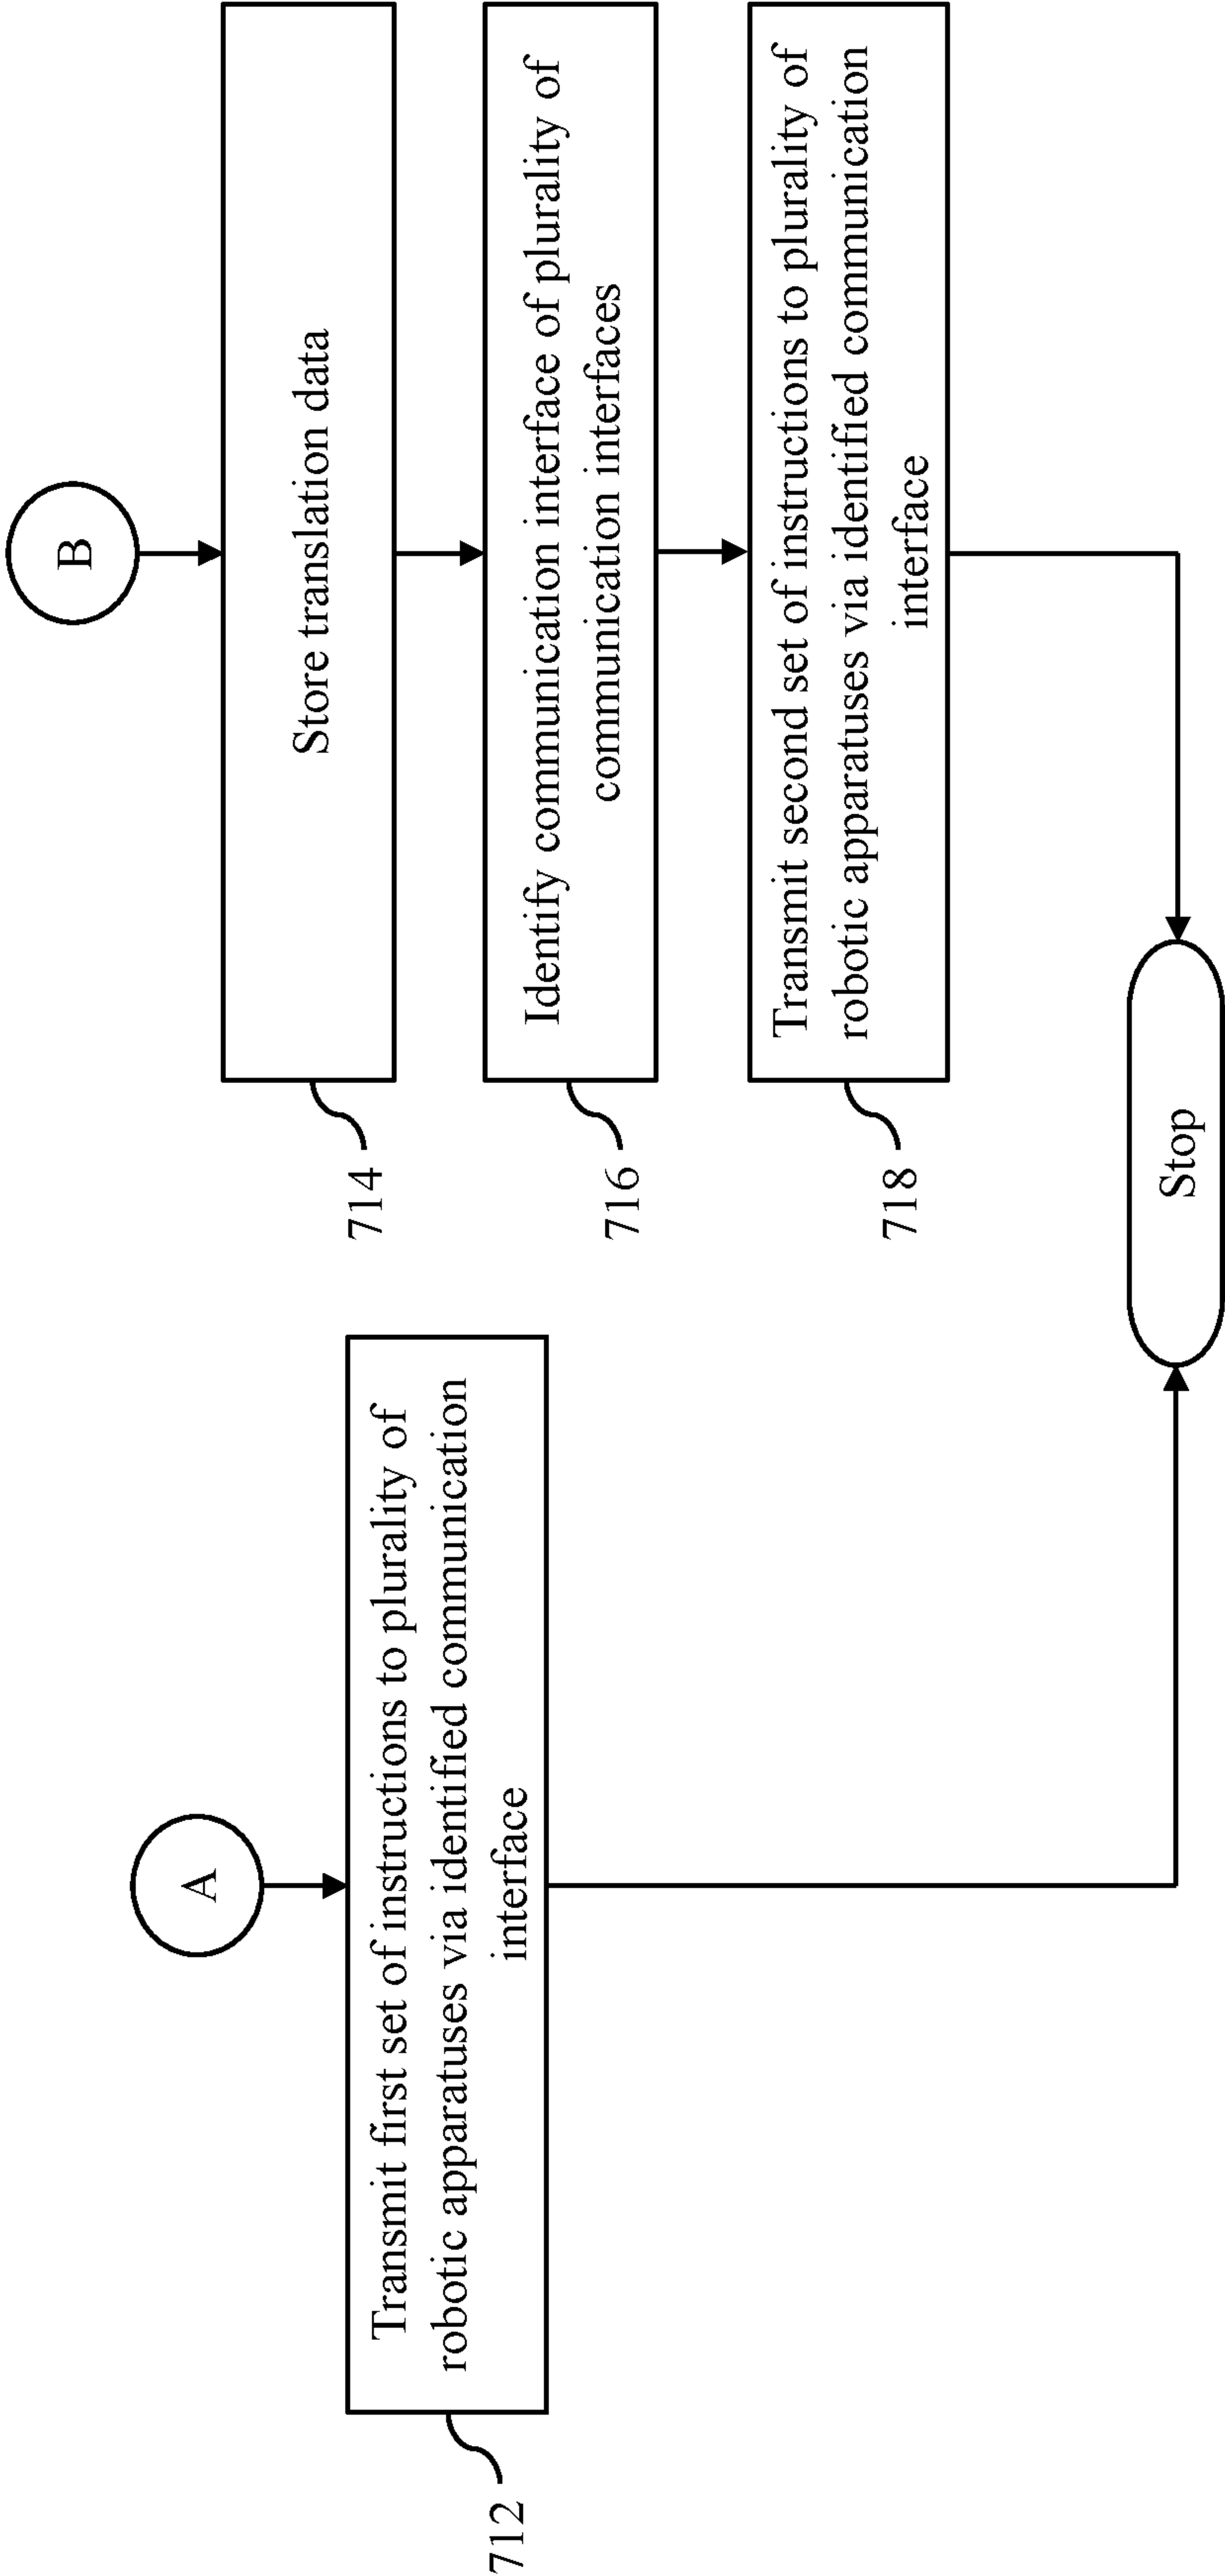 A
712
Transmit first set of instructions to plurality of
robotic apparatuses via identified communication
interface
B
714
Store translation data
716
Identify communication interface of plurality of
communication interfaces
718
Transmit second set of instructions to plurality of
robotic apparatuses via identified communication
interface
Stop